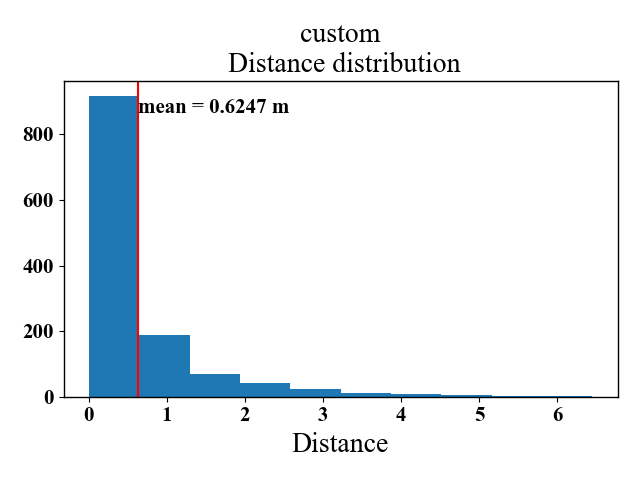 custom
Distance distribution
mean = 0.6247 m
800
600
400
200
0
0 1 2 3 4 5 6
Distance